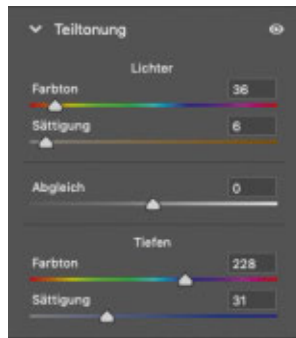 Teiltonung
Lichter
Farbton 36
Sättigung 6
Abgleich 0
Tiefen
Farbton 228
Sättigung 31